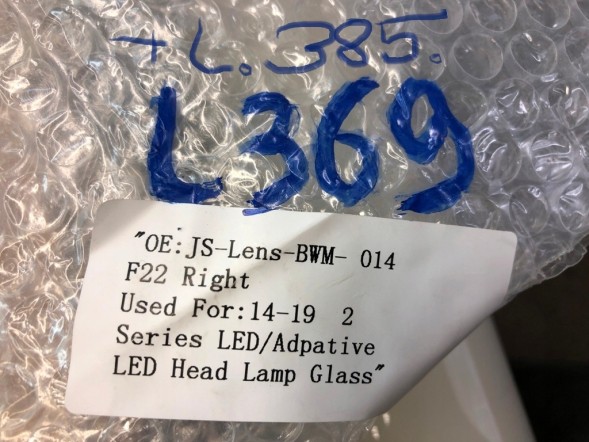 +L.385.
L369
"OE:JS-Lens-BWM- 014
F22 Right
Used For:14-19 2
Series LED/Adpative
LED Head Lamp Glass"